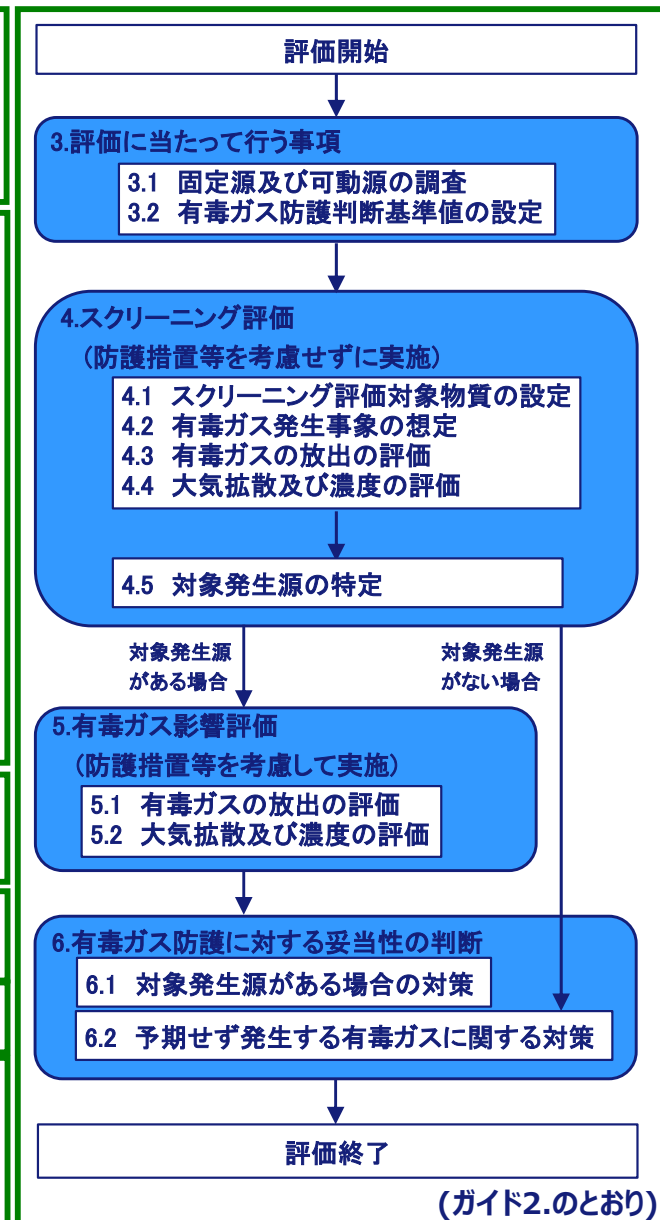 評価開始
3.評価に当たって行う事項
3.1 固定源及び可動源の調査
3.2 有毒ガス防護判断基準値の設定
4.スクリーニング評価
(防護措置等を考慮せずに実施)
4.1 スクリーニング評価対象物質の設定
4.2 有毒ガス発生事象の想定
4.3 有毒ガスの放出の評価
4.4 大気拡散及び濃度の評価
4.5 対象発生源の特定
対象発生源
がある場合
対象発生源
がない場合
5.有毒ガス影響評価
(防護措置等を考慮して実施)
5.1 有毒ガスの放出の評価
5.2 大気拡散及び濃度の評価
6.有毒ガス防護に対する妥当性の判断
6.1 対象発生源がある場合の対策
6.2 予期せず発生する有毒ガスに関する対策
評価終了
(ガイド2.のとおり)